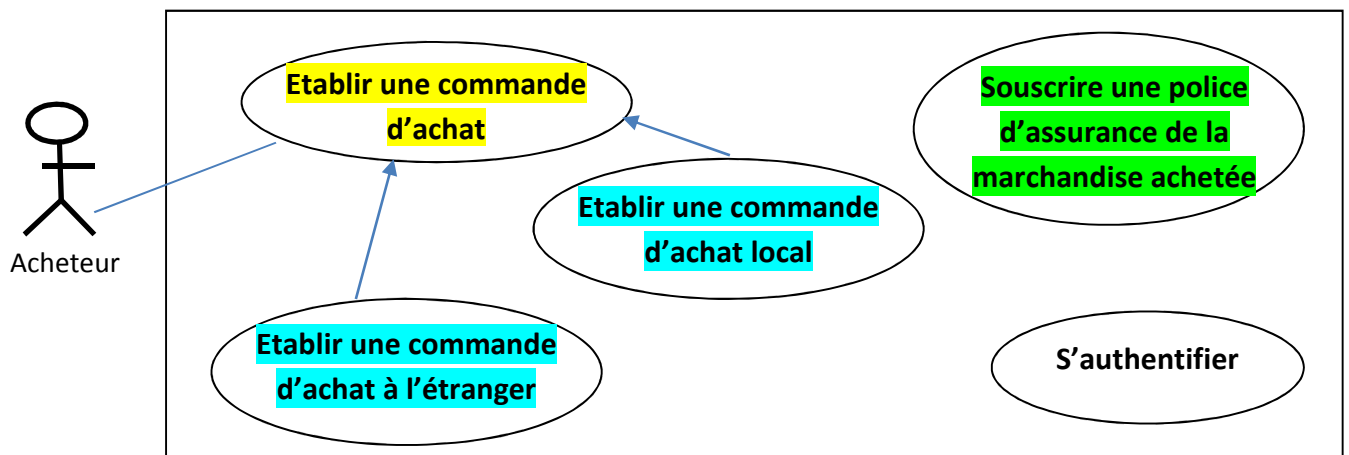 Etablir une commande
d’achat
Souscrire une police
d’assurance de la
marchandise achetée
Etablir une commande
d’achat local
Acheteur
Etablir une commande
d’achat à l’étranger
S’authentifier